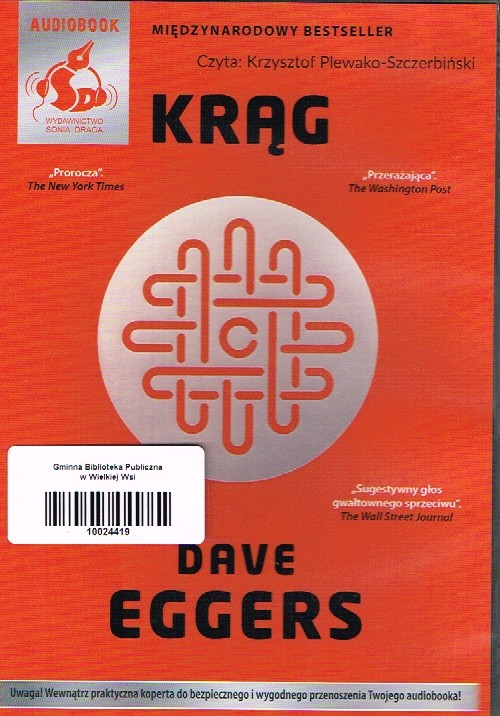 AUDIOBOOK
MIĘDZYNARODOWY BESTSELLER
Czyta: Krzysztof Plewako-Szczerbiński
SD
WYDAWNICTWO
SONIA DRAGA
KRĄG
„Prorocza”.
The New York Times
„Przerażająca”.
The Washington Post
C
Gminna Biblioteka Publiczna
w Wielkiej Wsi
10024419
„Sugestywny głos
gwałtownego sprzeciwu”.
The Wall Street Journal
DAVE
EGGERS
Uwaga! Wewnątrz praktyczna koperta do bezpiecznego i wygodnego przenoszenia Twojego audiobooka!